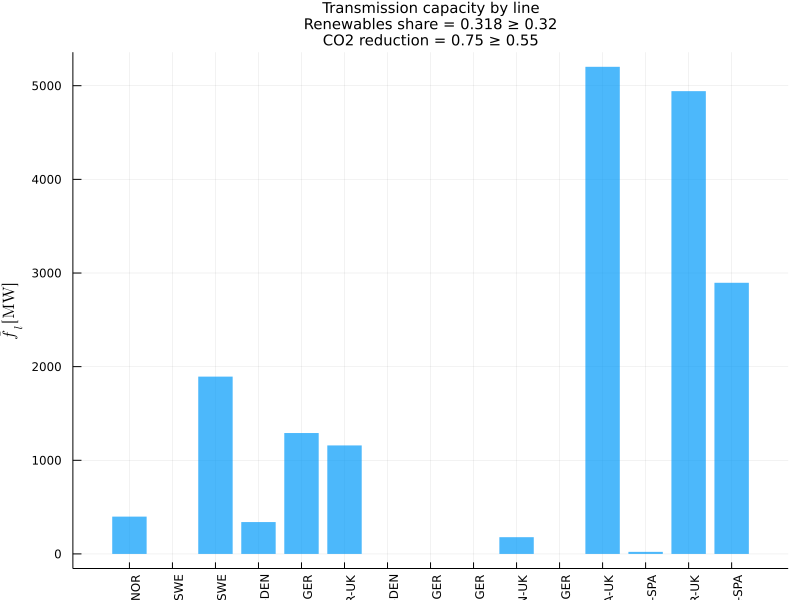 Transmission capacity by line
Renewables share = 0.318 ≥ 0.32
CO2 reduction = 0.75 ≥ 0.55
5000
4000
3000
2000
1000
0
f_l [MW]
NOR
SWE
SWE
DEN
GER
R-UK
DEN
GER
GER
N-UK
GER
A-UK
-SPA
R-UK
-SPA